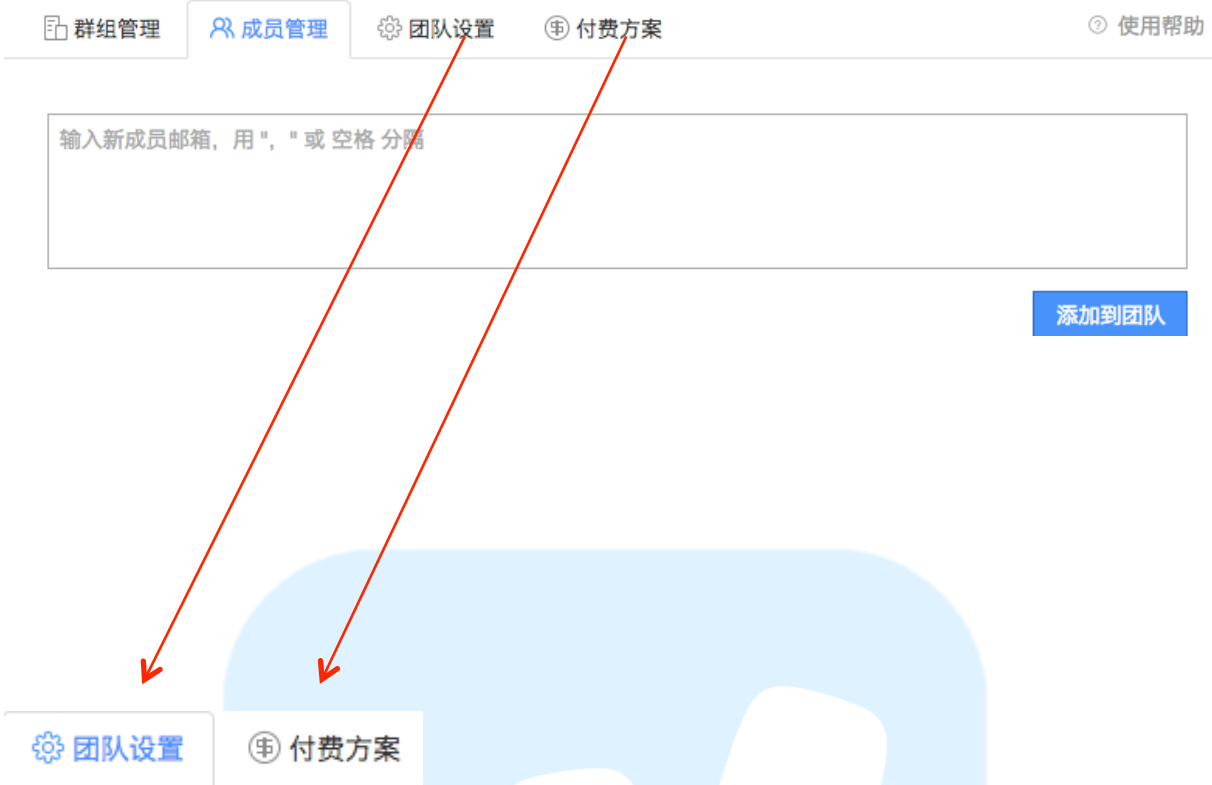 群组管理 成员管理 团队设置 付费方案 使用帮助
输入新成员邮箱，用 "，" 或 空格 分隔
添加到团队
团队设置 付费方案